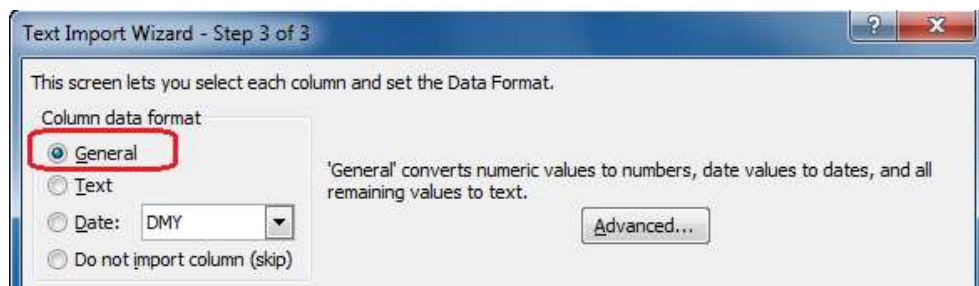 Text Import Wizard - Step 3 of 3
?
X
This screen lets you select each column and set the Data Format.
Column data format
General
Text
Date: DMY
Do not import column (skip)
'General' converts numeric values to numbers, date values to dates, and all
remaining values to text.
Advanced...